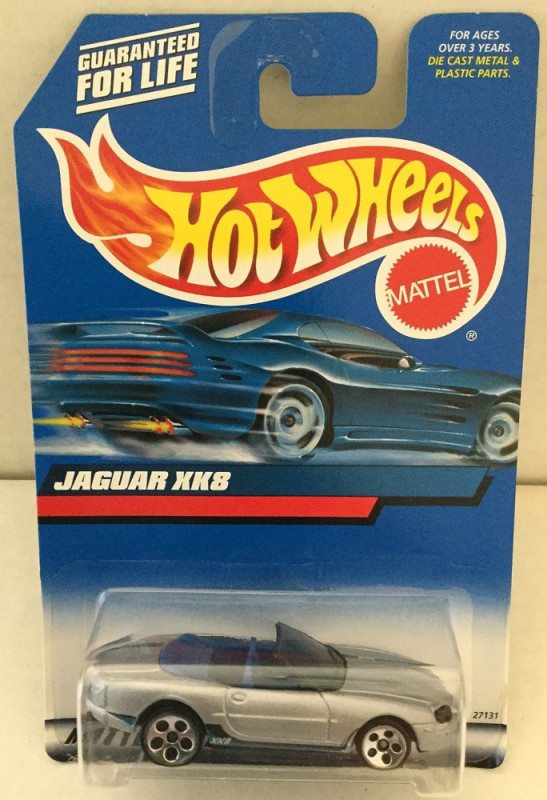 GUARANTEED
FOR LIFE
FOR AGES
OVER 3 YEARS.
DIE CAST METAL &
PLASTIC PARTS.
HOT WHEELS
MATTEL
®
JAGUAR XK8
27131
XK8